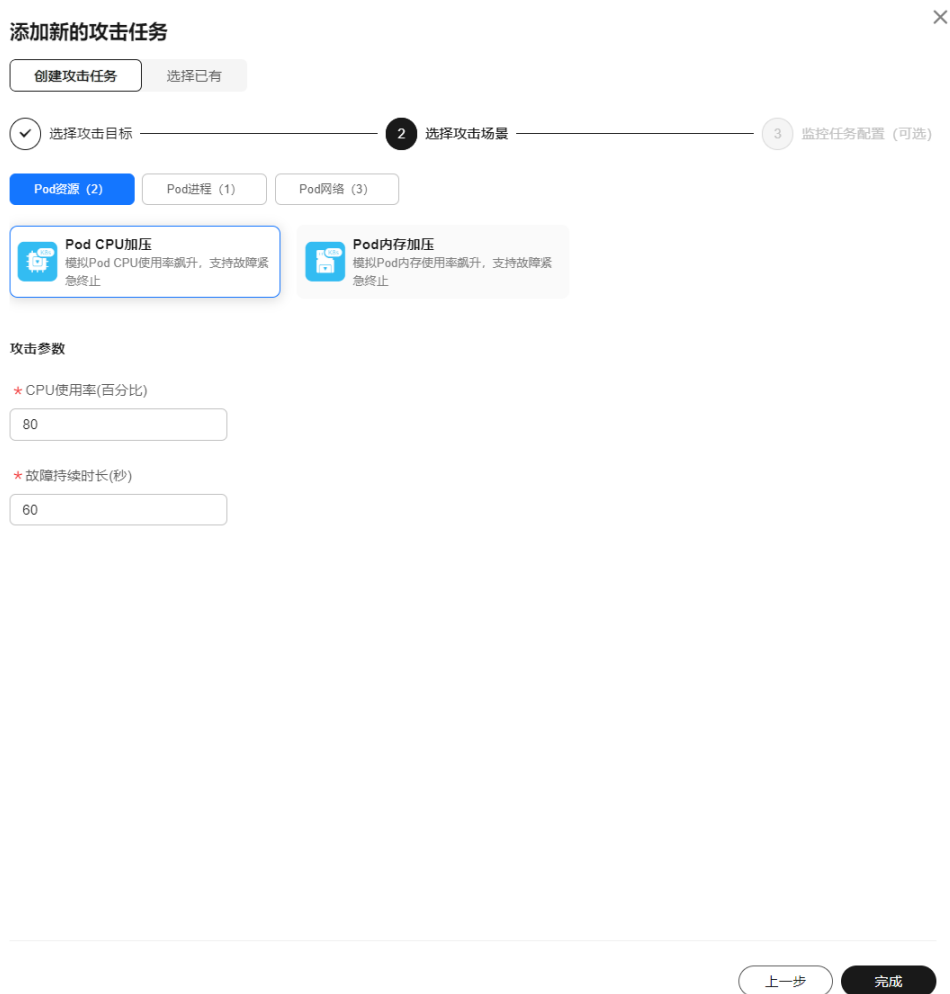 添加新的攻击任务
创建攻击任务 选择已有
选择攻击目标 2 选择攻击场景 3 监控任务配置 (可选)
Pod资源 (2) Pod进程 (1) Pod网络 (3)
Pod CPU加压
模拟Pod CPU使用率飙升，支持故障紧
急终止
Pod内存加压
模拟Pod内存使用率飙升，支持故障紧
急终止
攻击参数
* CPU使用率(百分比)
80
* 故障持续时长(秒)
60
上一步 完成